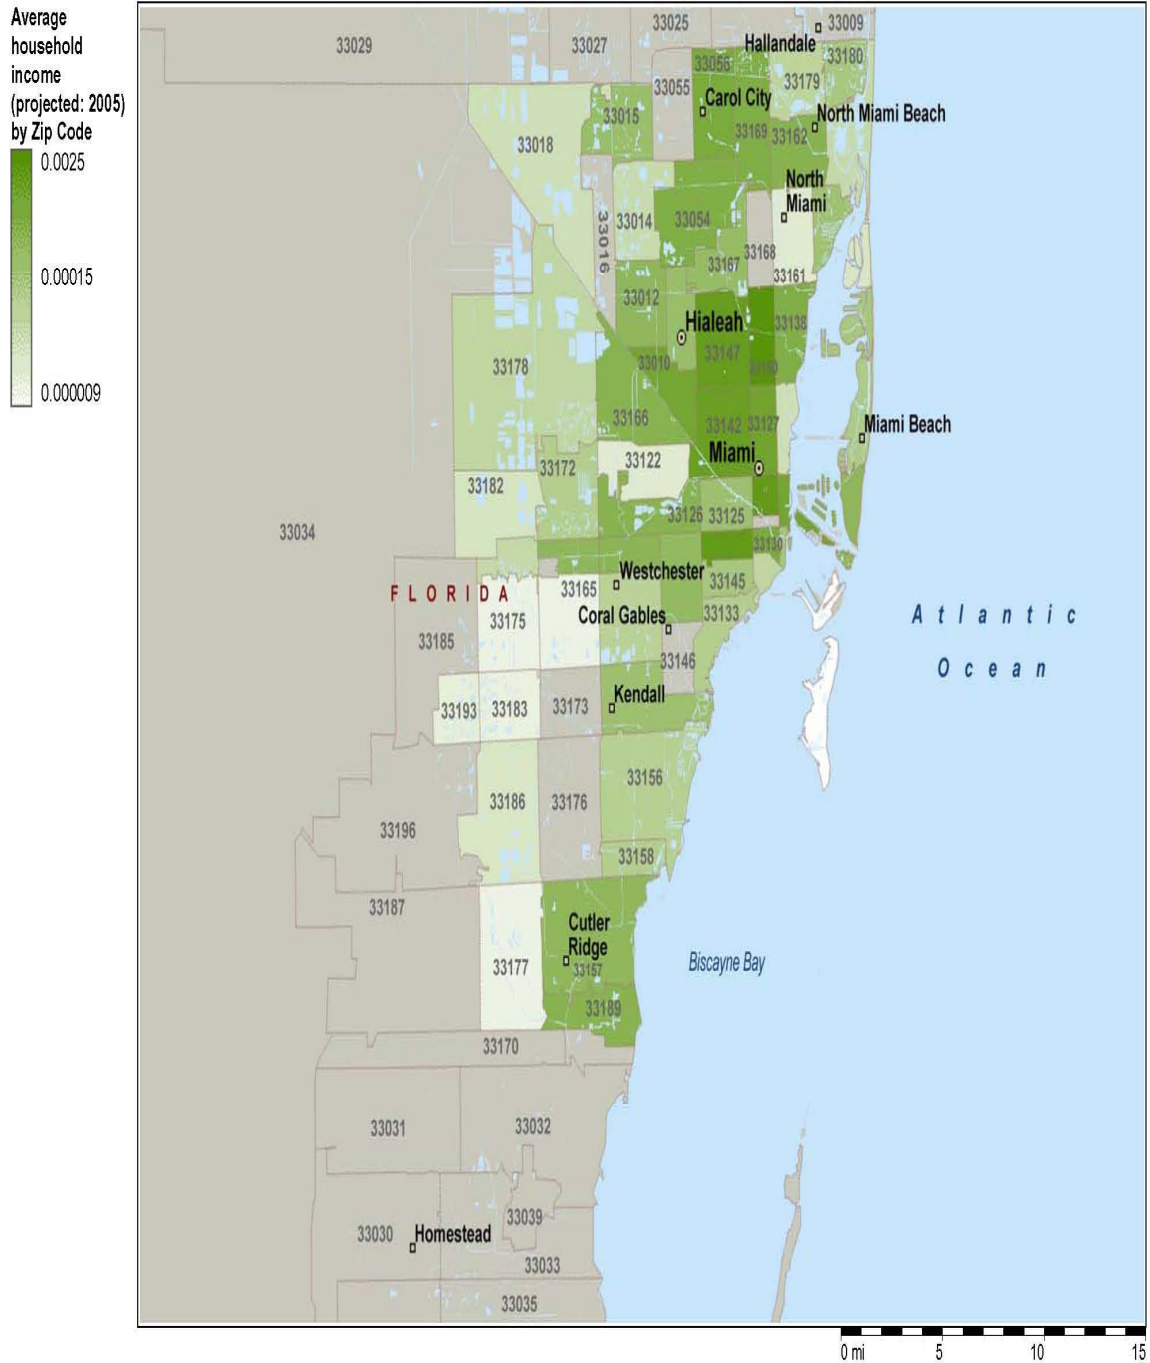 Average
household
income
(projected: 2005)
by Zip Code
0.0025
0.00015
0.000009
33025
33009
33029
33027
Hallandale
33180
33056
33179
33055
Carol City
33015
North Miami Beach
33169
33162
33018
North
Miami
33014
33054
33016
33168
33167
33161
33012
Hialeah
33138
33147
33010
33150
33178
33166
33142
33127
Miami Beach
Miami
33122
33172
33182
33126
33125
33034
33130
Westchester
33145
33165
FLORIDA
Coral Gables
33133
33175
Atlantic
Ocean
33185
33146
Kendall
33193
33183
33173
33156
33186
33176
33196
33158
33187
Cutler
Ridge
33157
Biscayne Bay
33177
33189
33170
33031
33032
33039
33030
Homestead
33033
33035
0 mi
5
10
15